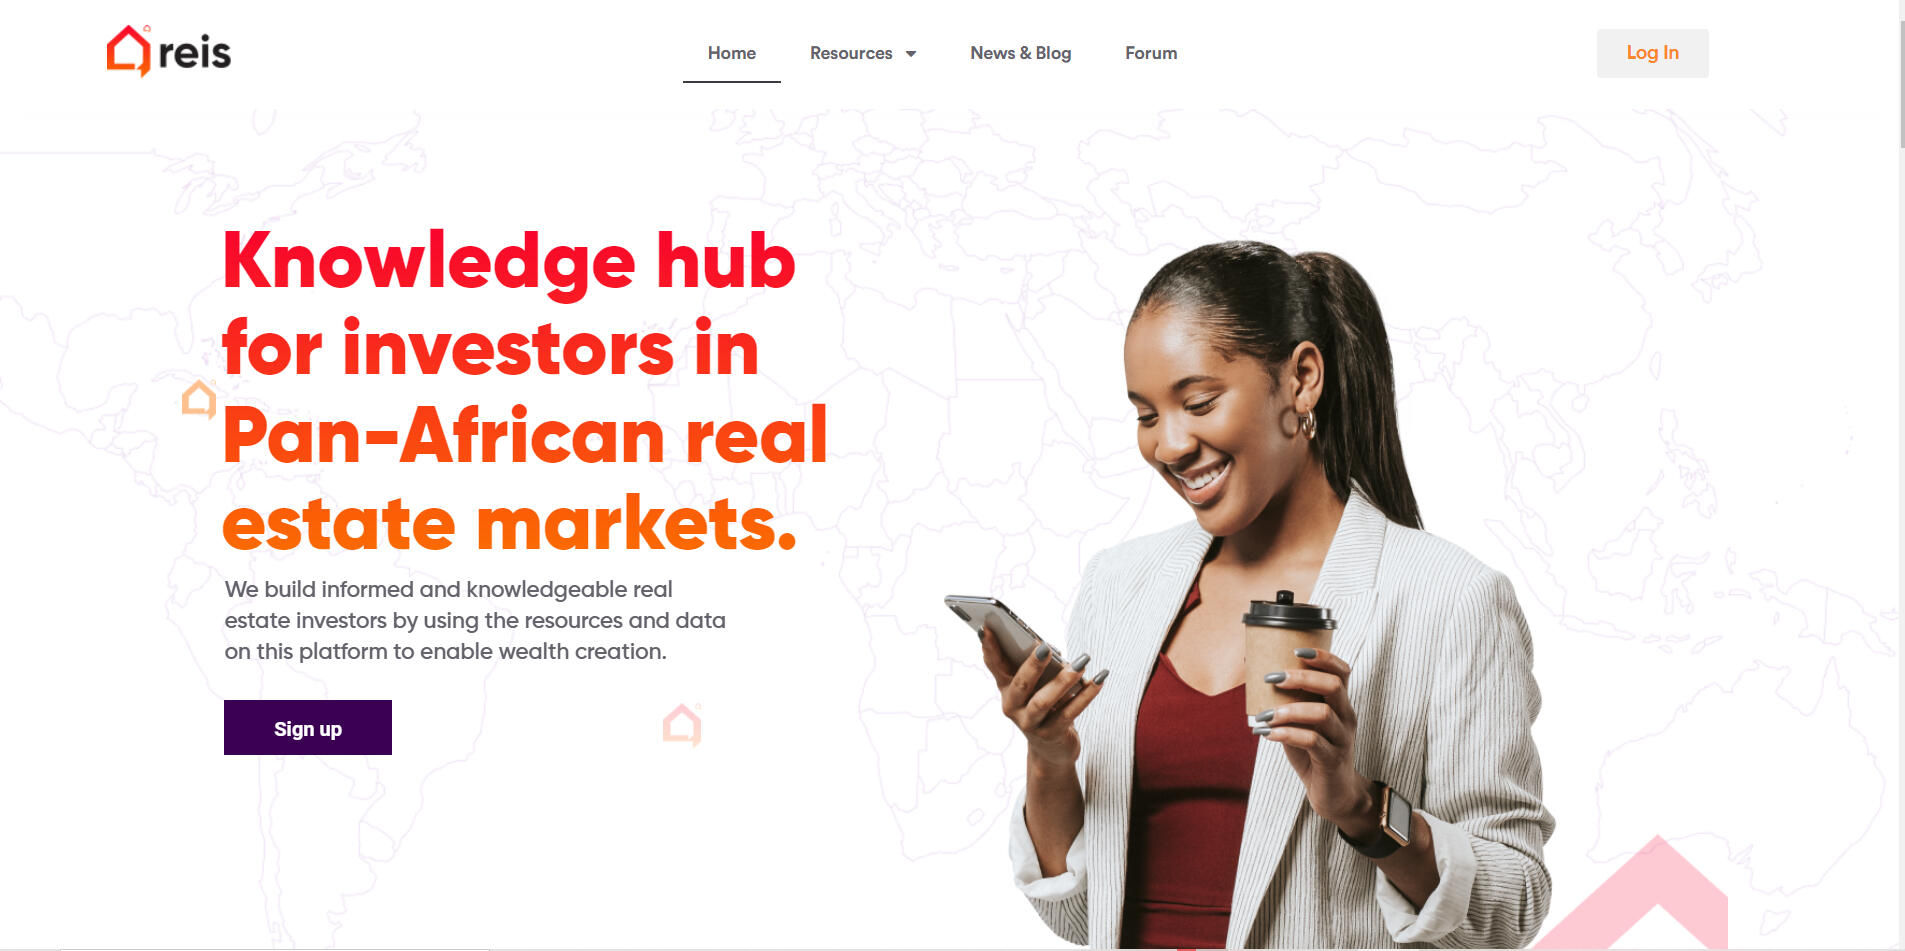 reis
Home
Resources
News & Blog
Forum
Log In
Knowledge hub
for investors in
Pan-African real
estate markets.
We build informed and knowledgeable real
estate investors by using the resources and data
on this platform to enable wealth creation.
Sign up